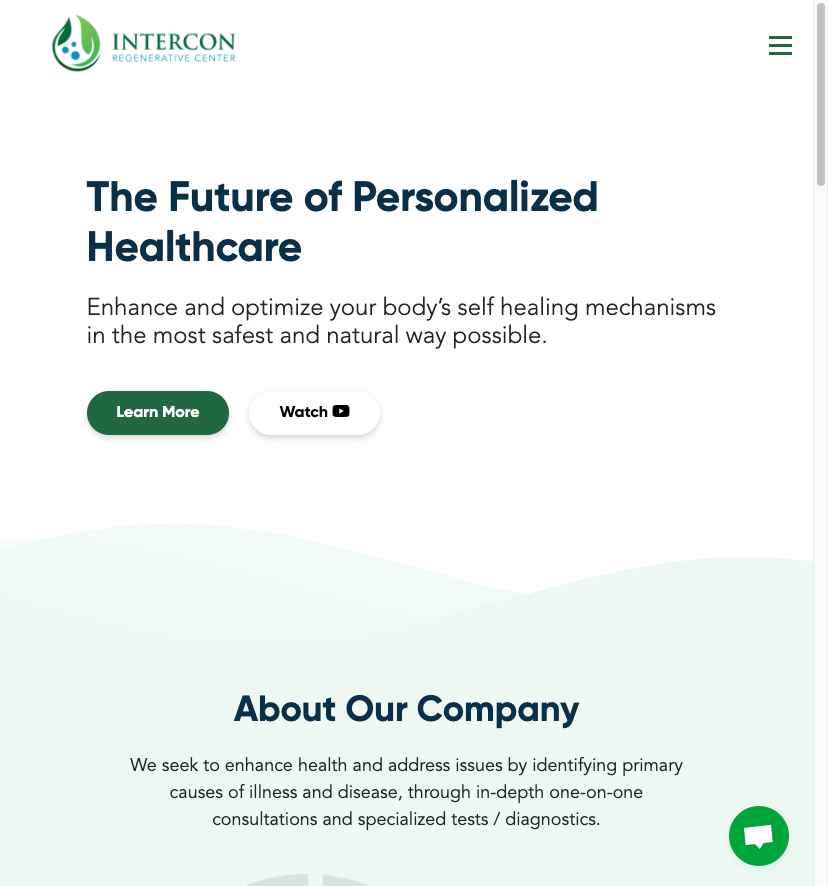 INTERCON
REGENERATIVE CENTER
The Future of Personalized
Healthcare
Enhance and optimize your body’s self healing mechanisms
in the most safest and natural way possible.
Learn More
Watch
About Our Company
We seek to enhance health and address issues by identifying primary
causes of illness and disease, through in-depth one-on-one
consultations and specialized tests / diagnostics.